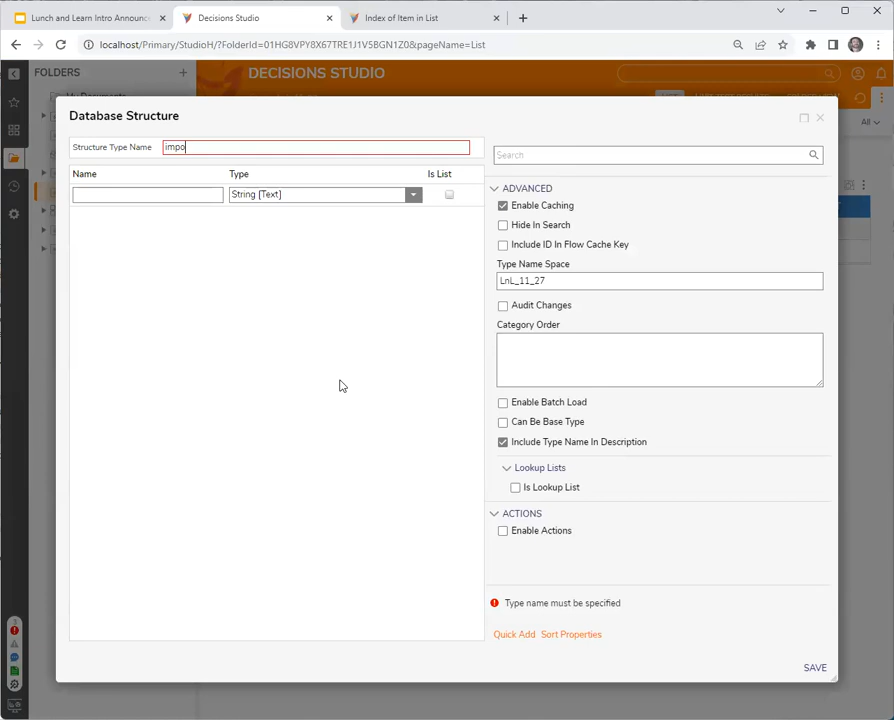 Lunch and Learn Intro Announc
Decisions Studio
Index of Item in List
localhost/Primary/StudioH/?FolderId=01HG8VPY8X67TRE1J1V5BGN1Z0&pageName=List
FOLDERS
DECISIONS STUDIO
My Documents
All
Database Structure
Structure Type Name
impo
Search
Name
Type
Is List
String [Text]
ADVANCED
Enable Caching
Hide In Search
Include ID In Flow Cache Key
Type Name Space
LnL_11_27
Audit Changes
Category Order
Enable Batch Load
Can Be Base Type
Include Type Name In Description
Lookup Lists
Is Lookup List
ACTIONS
Enable Actions
Type name must be specified
Quick Add Sort Properties
SAVE